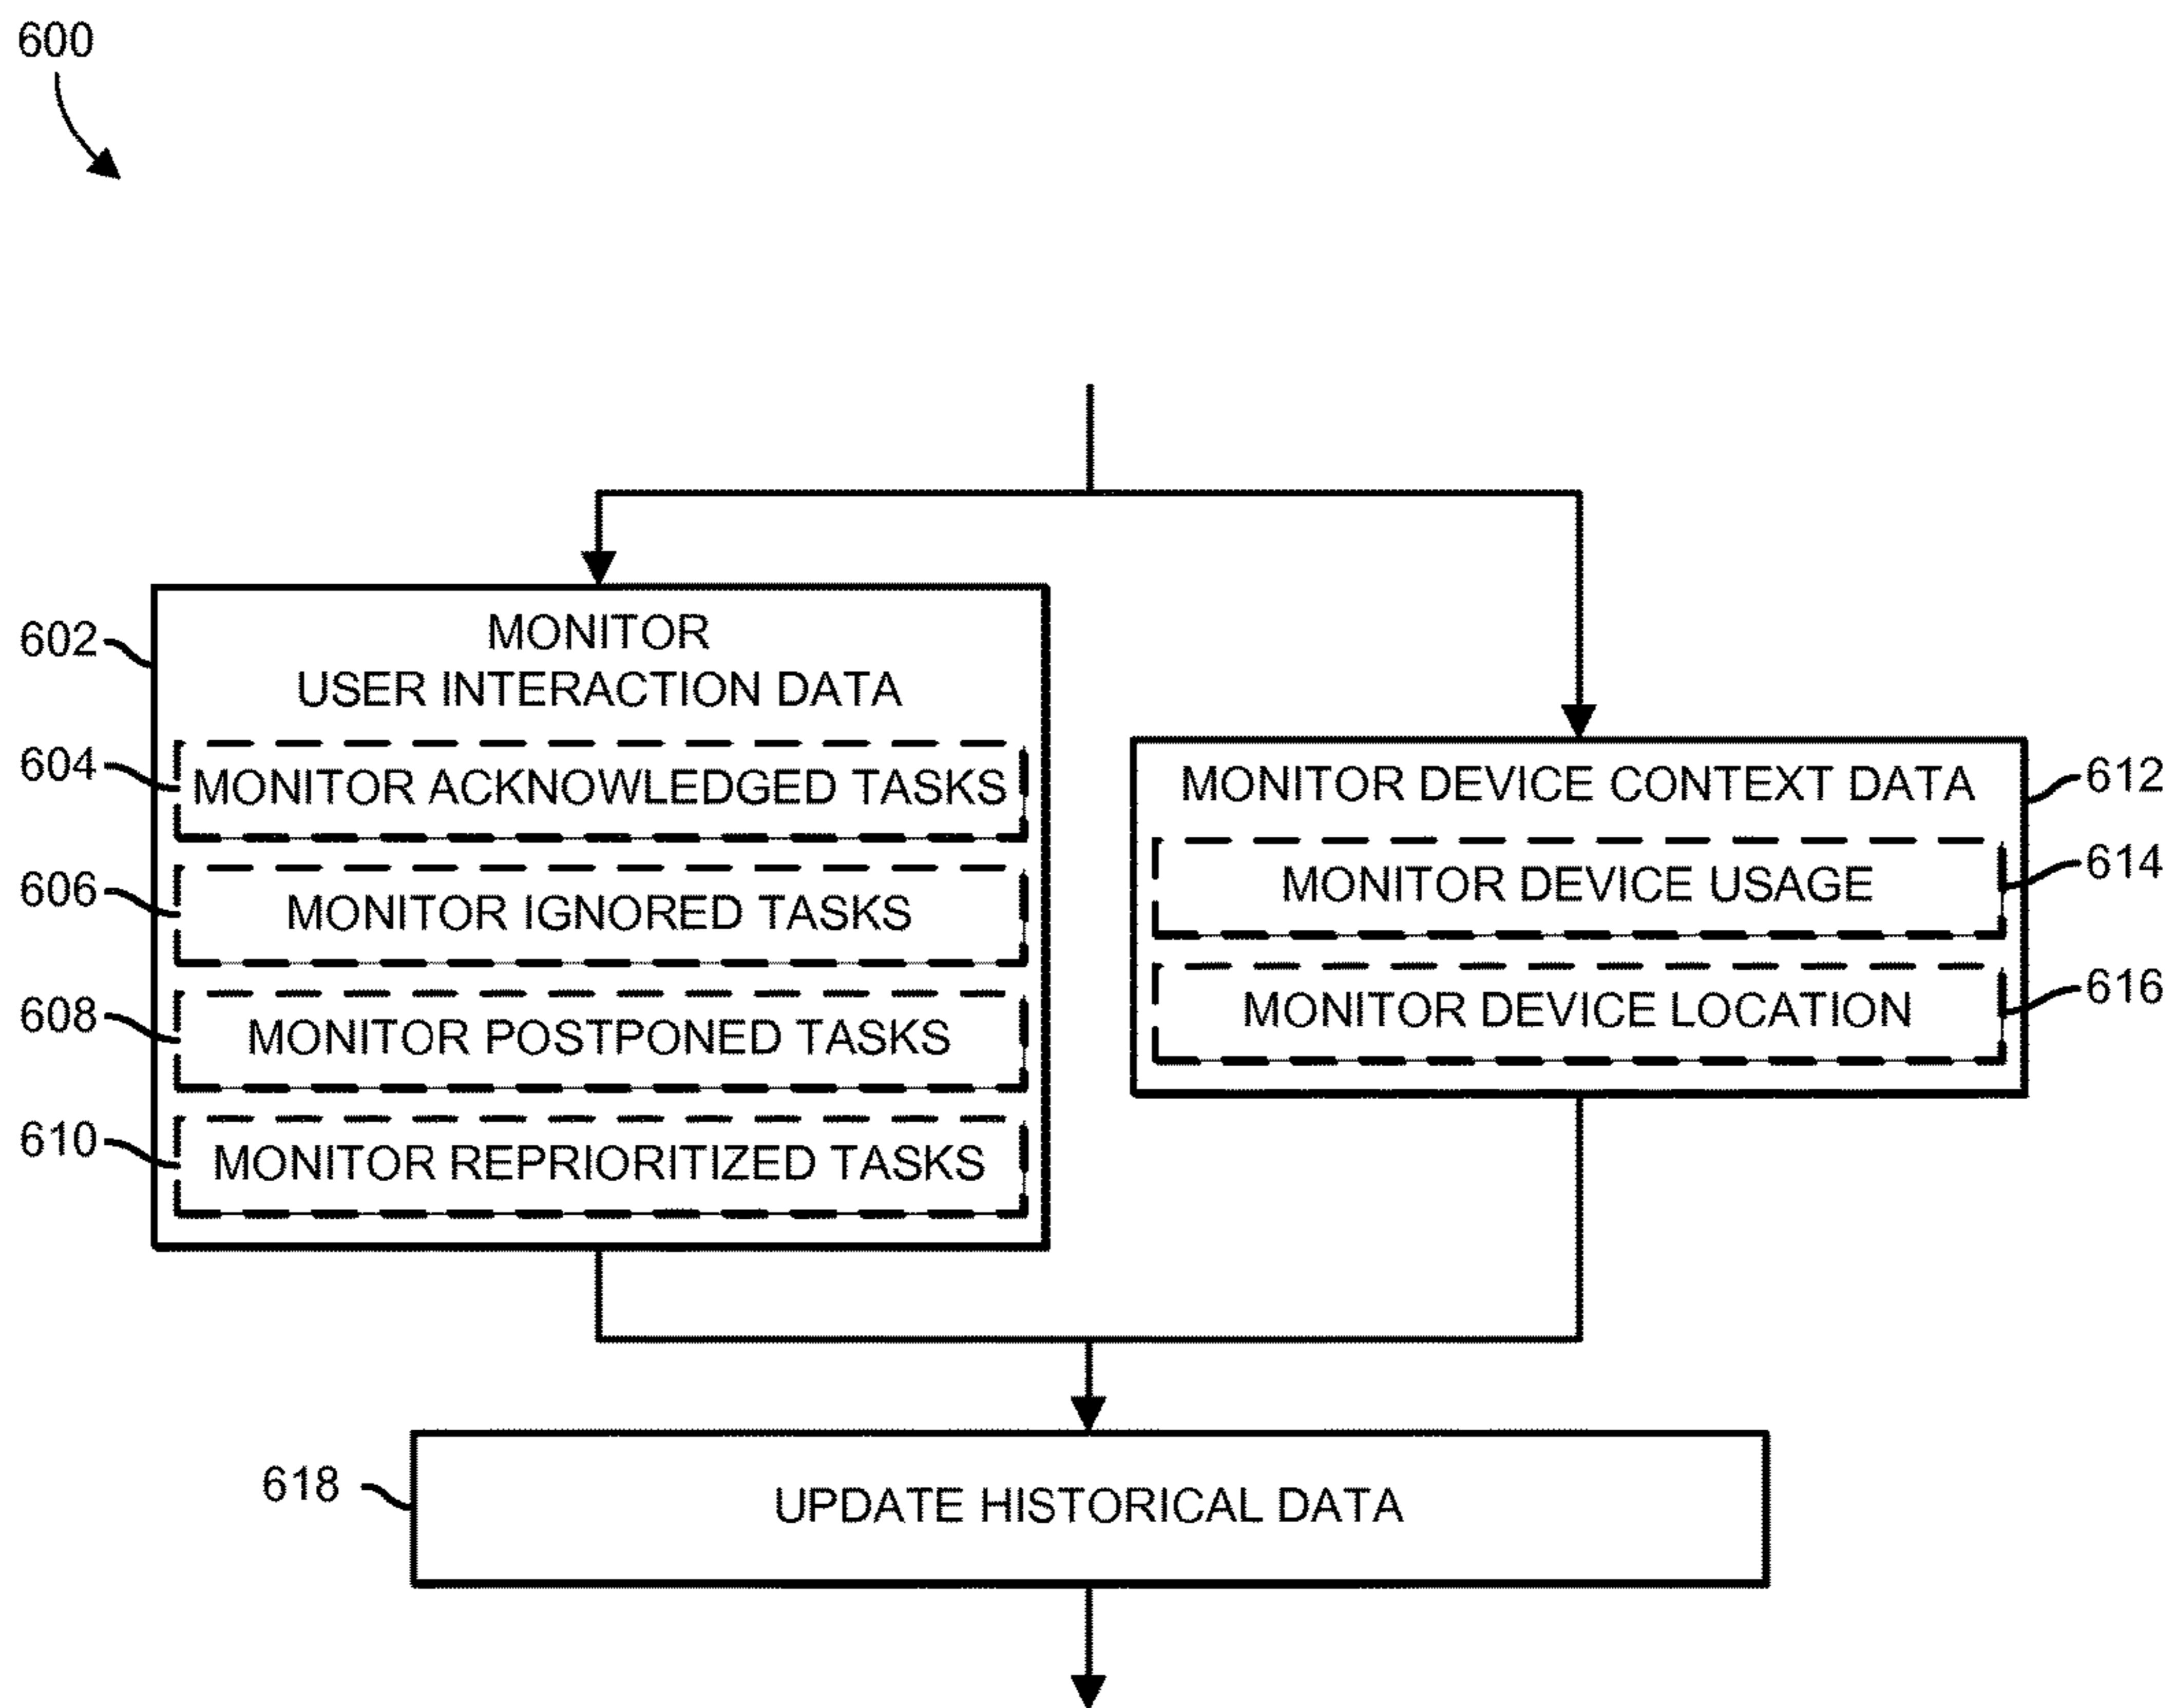 600
602
MONITOR
USER INTERACTION DATA
604
MONITOR ACKNOWLEDGED TASKS
606
MONITOR IGNORED TASKS
608
MONITOR POSTPONED TASKS
610
MONITOR REPRIORITIZED TASKS
MONITOR DEVICE CONTEXT DATA
612
MONITOR DEVICE USAGE
614
MONITOR DEVICE LOCATION
616
618
UPDATE HISTORICAL DATA